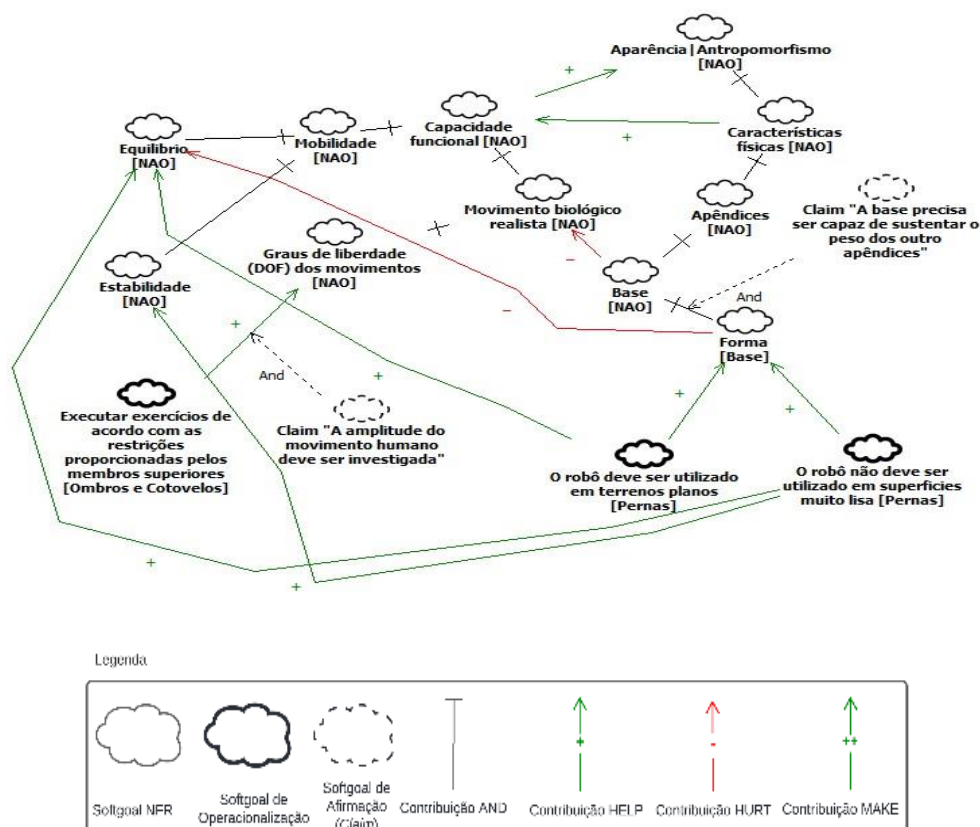 Aparência|Antropomorfismo
[NAO]
+
Equilibrio
[NAO]
Mobilidade
[NAO]
Capacidade
funcional [NAO]
+
Características
físicas [NAO]
Movimento biológico
realista [NAO]
Apêndices
[NAO]
Claim "A base precisa
ser capaz de sustentar o
peso dos outro
apêndices"
Graus de liberdade
(DOF) dos movimentos
[NAO]
Estabilidade
[NAO]
-
Base
[NAO]
And
-
Forma
[Base]
+
And
+
+
+
Executar exercícios de
acordo com as
restrições
proporcionadas pelos
membros superiores
[Ombros e Cotovelos]
Claim "A amplitude do
movimento humano
deve ser investigada"
O robô deve ser utilizado
em terrenos planos
[Pernas]
O robô não deve ser
utilizado em superficies
muito lisa [Pernas]
+
+
Legenda
+
-
++
Softgoal NFR
Softgoal de
Operacionalização
Softgoal de
Afirmação
(Claim)
Contribuição AND
Contribuição HELP
Contribuição HURT
Contribuição MAKE